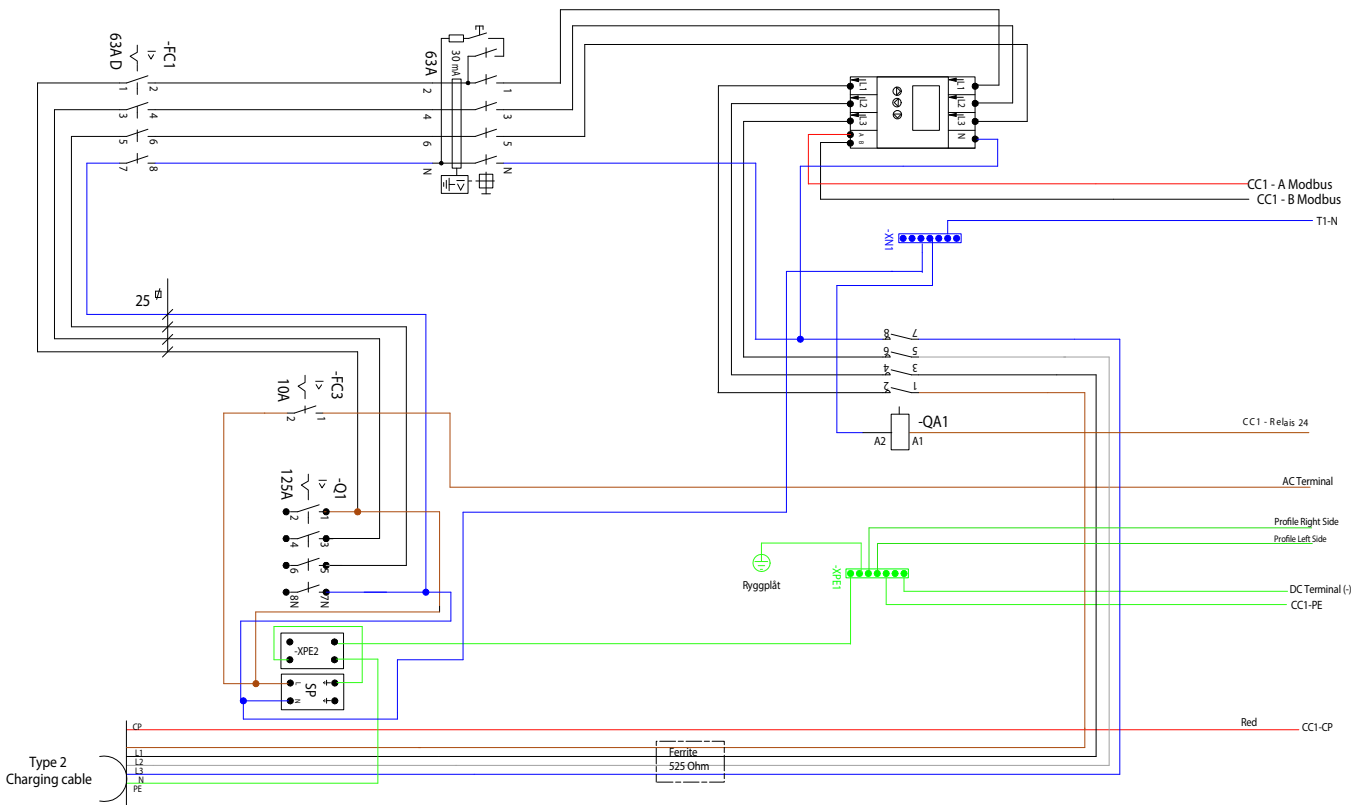 -FC1
I>
63A D
1
2
3
4
5
6
7
8
30 mA
63A
E
I>
2
1
4
3
6
5
N
N
L1
L2
L3
A
B
L1
L2
L3
N
CC1 - A Modbus
CC1 - B Modbus
T1-N
-XN1
25
8
7
6
5
4
3
2
1
-FC3
I>
10A
2
1
-QA1
A2
A1
CC1 - Relais 24
AC Terminal
-Q1
I>
125A
2
1
4
3
6
5
8N
7N
Profile Right Side
Profile Left Side
Ryggplåt
-XPE1
DC Terminal (-)
CC1-PE
-XPE2
SP
L
N
CP
Red
CC1-CP
L1
L2
L3
N
PE
Ferrite
525 Ohm
Type 2
Charging cable